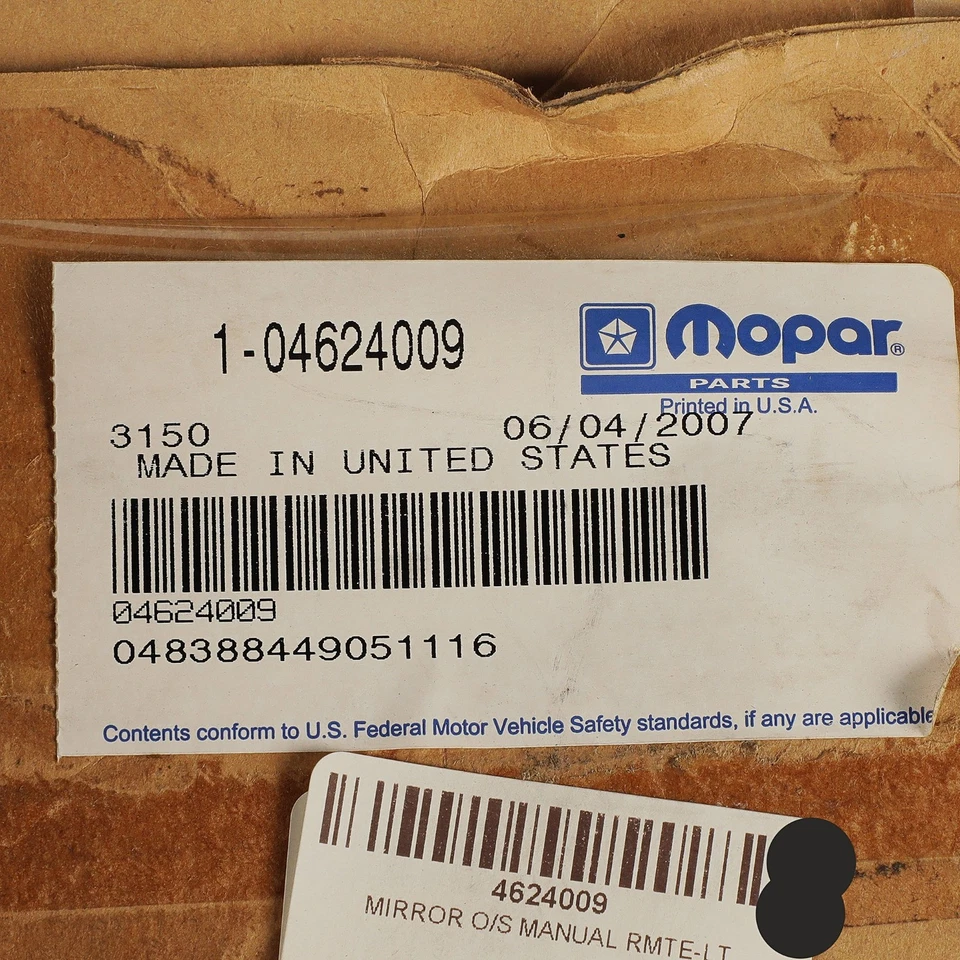 1-04624009
Mopar®
PARTS
Printed in U.S.A.
3150 06/04/2007
MADE IN UNITED STATES
04624009
048388449051116
Contents conform to U.S. Federal Motor Vehicle Safety standards, if any are applicable
4624009
MIRROR O/S MANUAL RMTE-LT